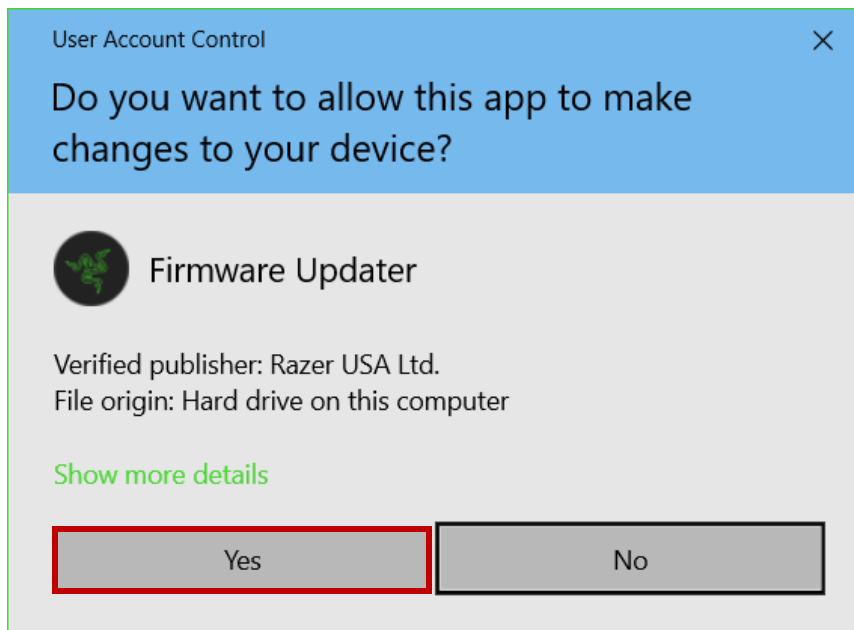 User Account Control
Do you want to allow this app to make
changes to your device?
Firmware Updater
Verified publisher: Razer USA Ltd.
File origin: Hard drive on this computer
Show more details
Yes
No